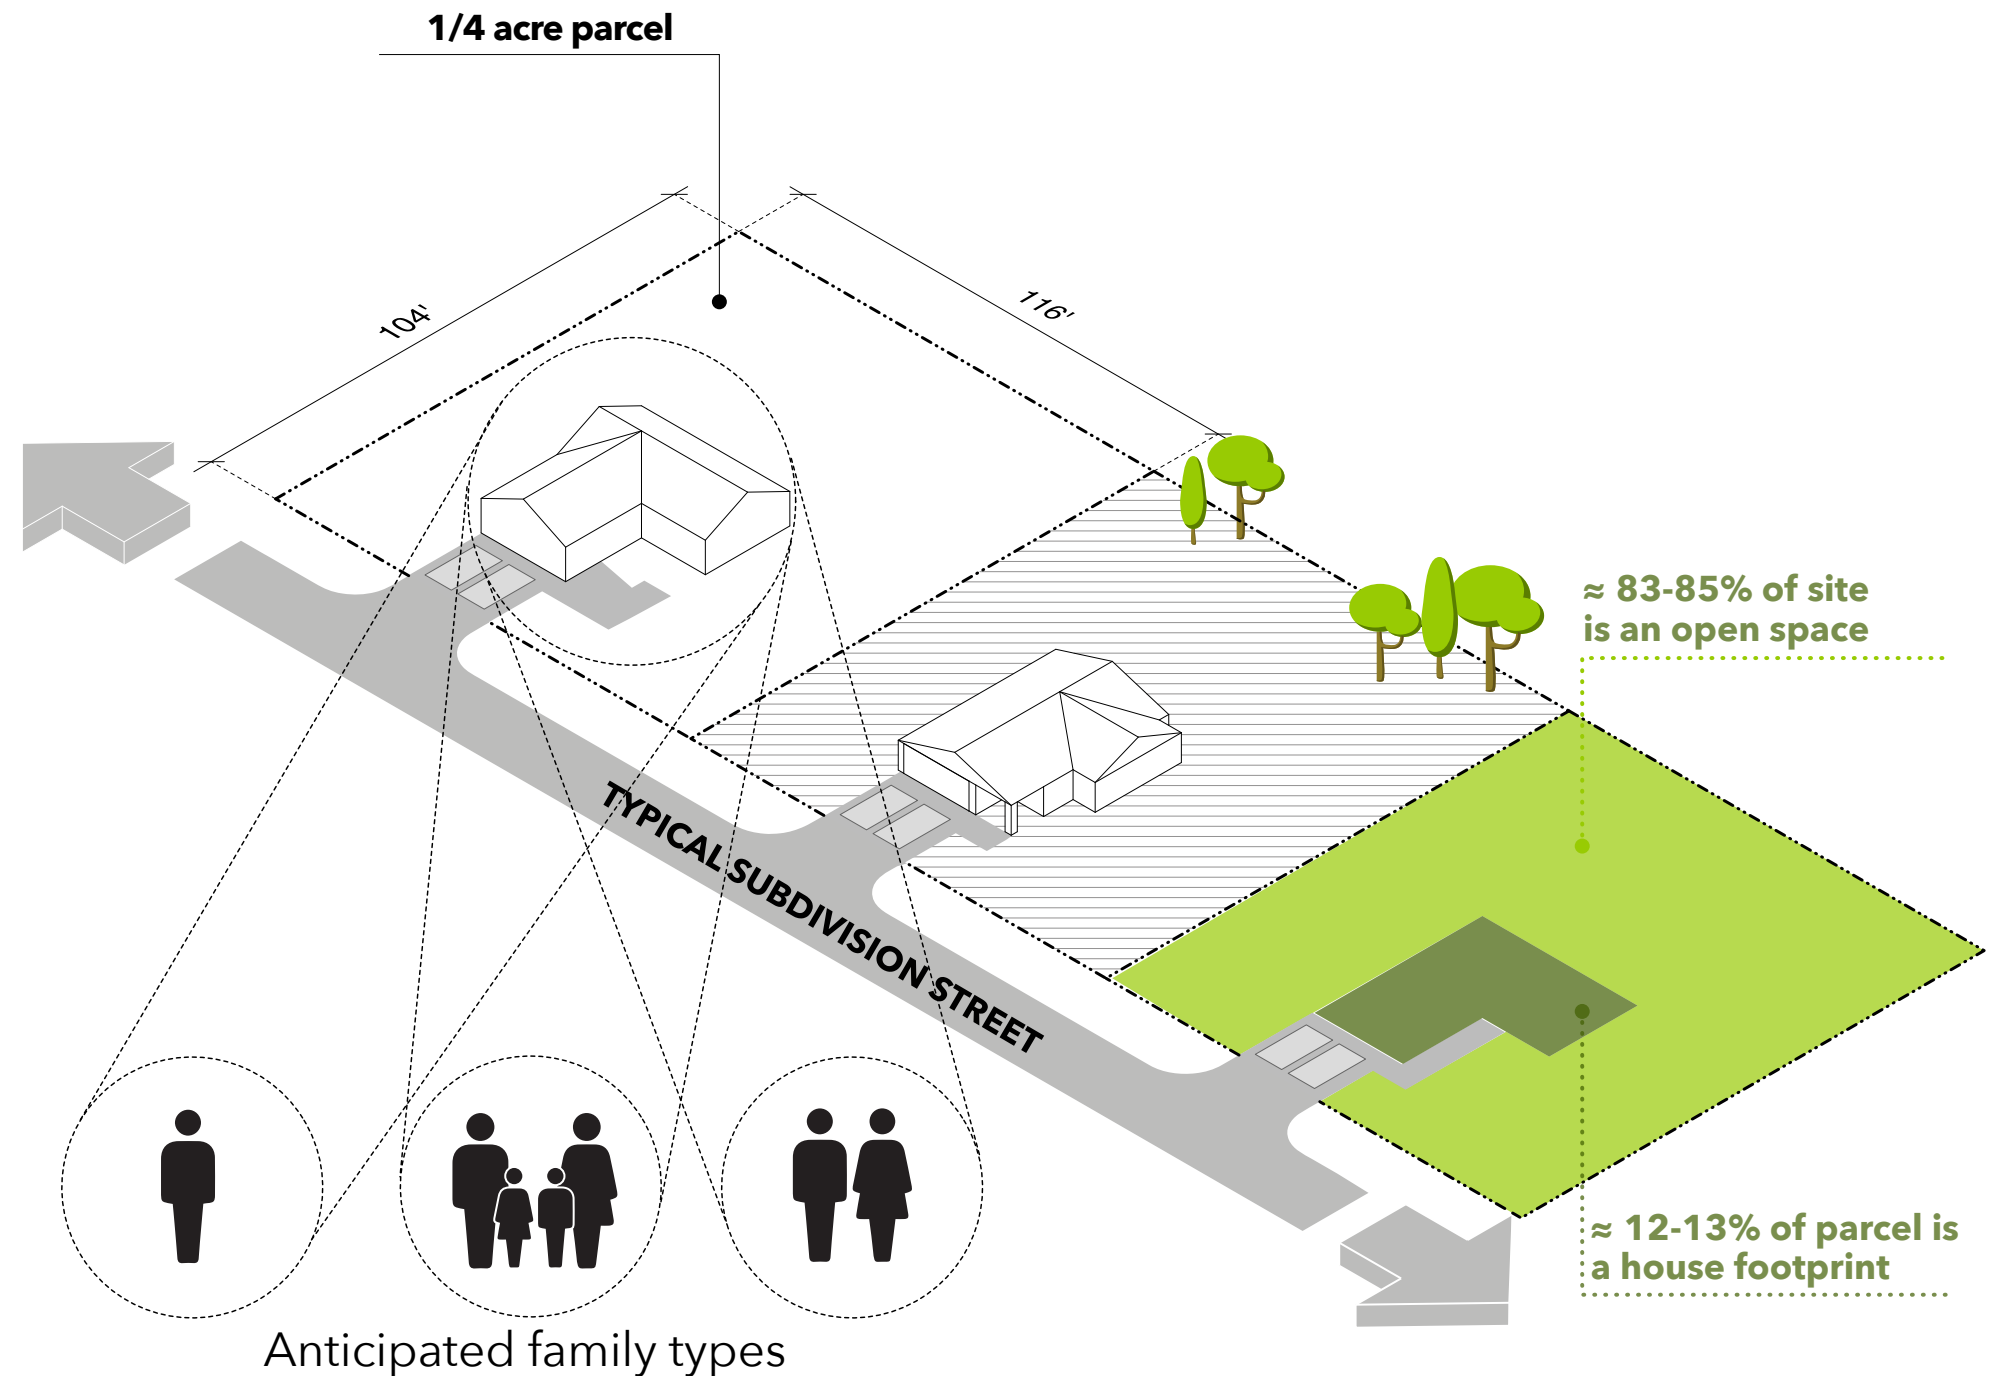 1/4 acre parcel
104'
116'
≈ 83-85% of site
is an open space
TYPICAL SUBDIVISION STREET
≈ 12-13% of parcel is
a house footprint
Anticipated family types